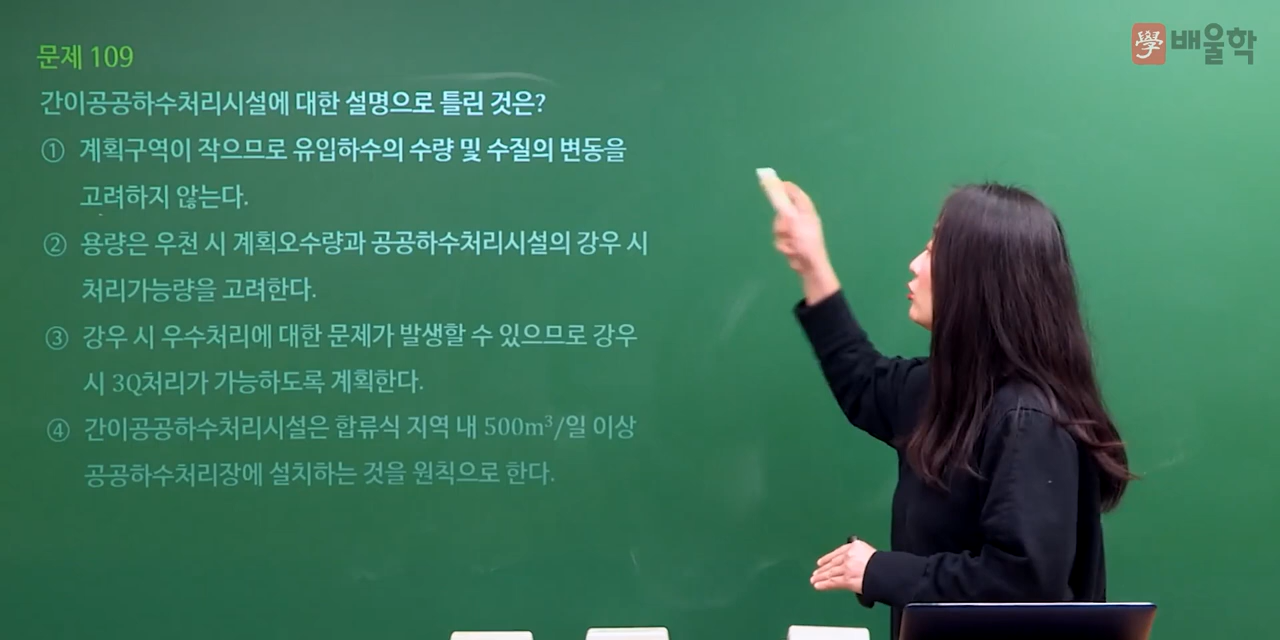 學 배울학
문제 109
간이공공하수처리시설에 대한 설명으로 틀린 것은?
① 계획구역이 작으므로 유입하수의 수량 및 수질의 변동을
고려하지 않는다.
② 용량은 우천 시 계획오수량과 공공하수처리시설의 강우 시
처리가능량을 고려한다.
③ 강우 시 우수처리에 대한 문제가 발생할 수 있으므로 강우
시 3Q처리가 가능하도록 계획한다.
④ 간이공공하수처리시설은 합류식 지역 내 500m³/일 이상
공공하수처리장에 설치하는 것을 원칙으로 한다.